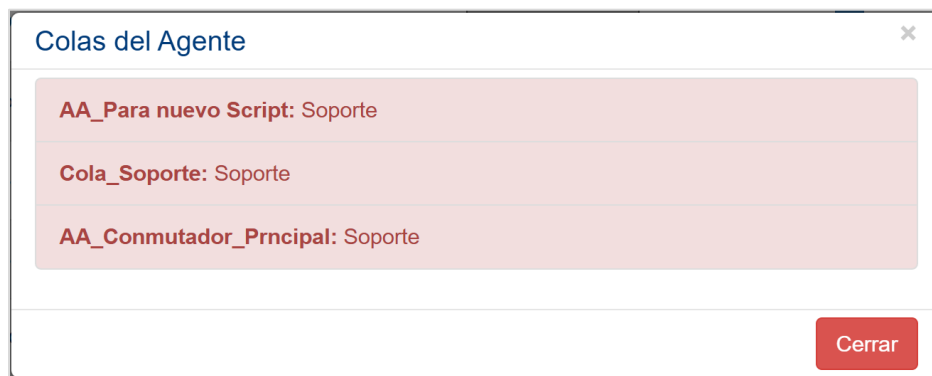 Colas del Agente
×
AA_Para nuevo Script: Soporte
Cola_Soporte: Soporte
AA_Conmutador_Prncipal: Soporte
Cerrar